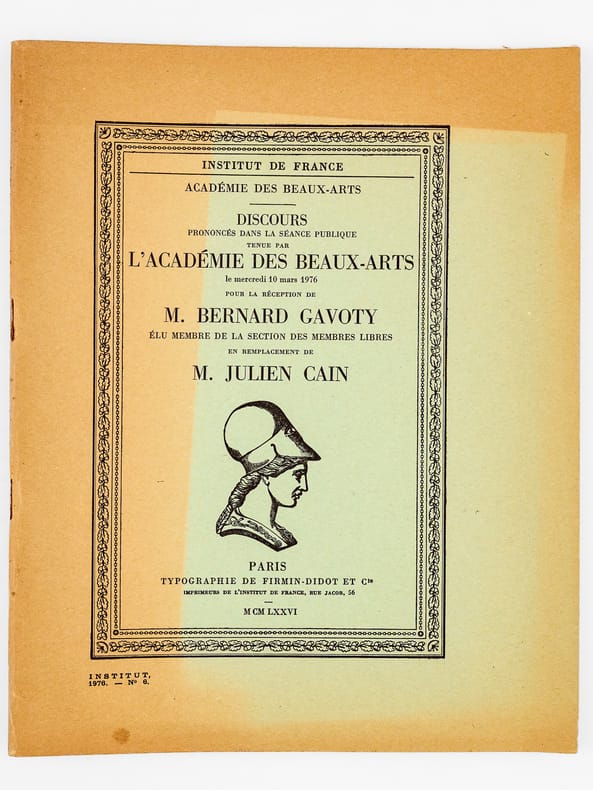 INSTITUT DE FRANCE
ACADÉMIE DES BEAUX-ARTS
DISCOURS
PRONONCÉS DANS LA SÉANCE PUBLIQUE
TENUE PAR
L'ACADÉMIE DES BEAUX-ARTS
le mercredi 10 mars 1976
POUR LA RÉCEPTION DE
M. BERNARD GAVOTY
ÉLU MEMBRE DE LA SECTION DES MEMBRES LIBRES
EN REMPLACEMENT DE
M. JULIEN CAIN
PARIS
TYPOGRAPHIE DE FIRMIN-DIDOT ET Cie
IMPRIMEURS DE L'INSTITUT DE FRANCE, RUE JACOB, 56
M CM LXXVI
INSTITUT,
1976. — No 6.